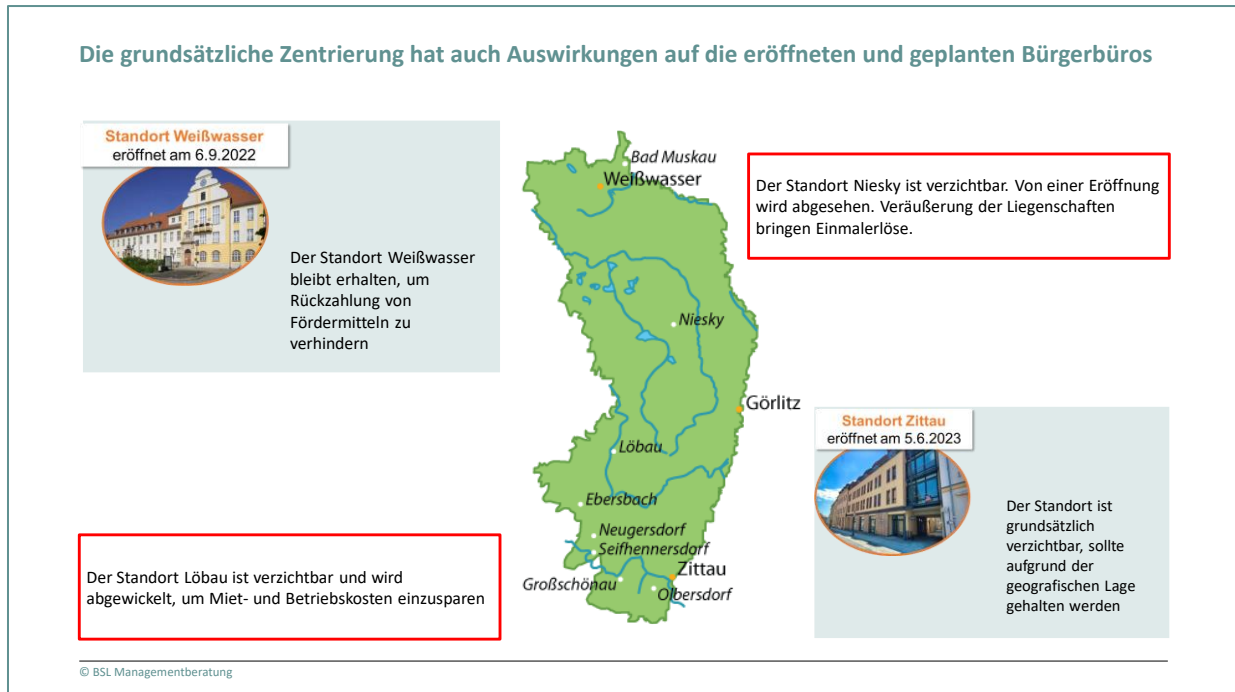 Die grundsätzliche Zentrierung hat auch Auswirkungen auf die eröffneten und geplanten Bürgerbüros
Standort Weißwasser
eröffnet am 6.9.2022
Der Standort Weißwasser
bleibt erhalten, um
Rückzahlung von
Fördermitteln zu
verhindern
Bad Muskau
Weißwasser
Niesky
Görlitz
Löbau
Ebersbach
Neugersdorf
Seifhennersdorf
Großschönau
Zittau
Olbersdorf
Der Standort Niesky ist verzichtbar. Von einer Eröffnung
wird abgesehen. Veräußerung der Liegenschaften
bringen Einmalerlöse.
Standort Zittau
eröffnet am 5.6.2023
Der Standort ist
grundsätzlich
verzichtbar, sollte
aufgrund der
geografischen Lage
gehalten werden
Der Standort Löbau ist verzichtbar und wird
abgewickelt, um Miet- und Betriebskosten einzusparen
© BSL Managementberatung